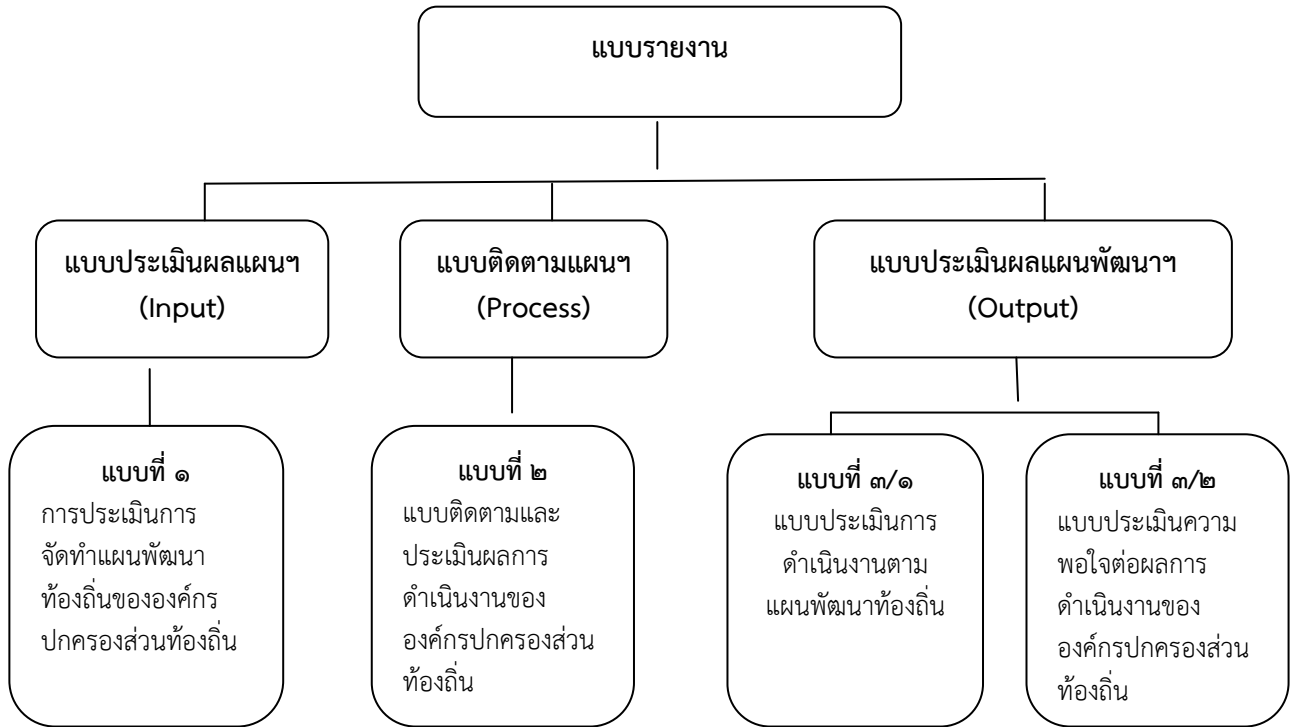 แบบรายงาน
แบบประเมินผลแผนฯ
(Input)
แบบติดตามแผนฯ
(Process)
แบบประเมินผลแผนพัฒนาฯ
(Output)
แบบที่ ๑
การประเมินการ
จัดทำแผนพัฒนา
ท้องถิ่นขององค์กร
ปกครองส่วนท้องถิ่น
แบบที่ ๒
แบบติดตามและ
ประเมินผลการ
ดำเนินงานของ
องค์กรปกครองส่วน
ท้องถิ่น
แบบที่ ๓/๑
แบบประเมินการ
ดำเนินงานตาม
แผนพัฒนาท้องถิ่น
แบบที่ ๓/๒
แบบประเมินความ
พอใจต่อผลการ
ดำเนินงานของ
องค์กรปกครองส่วน
ท้องถิ่น